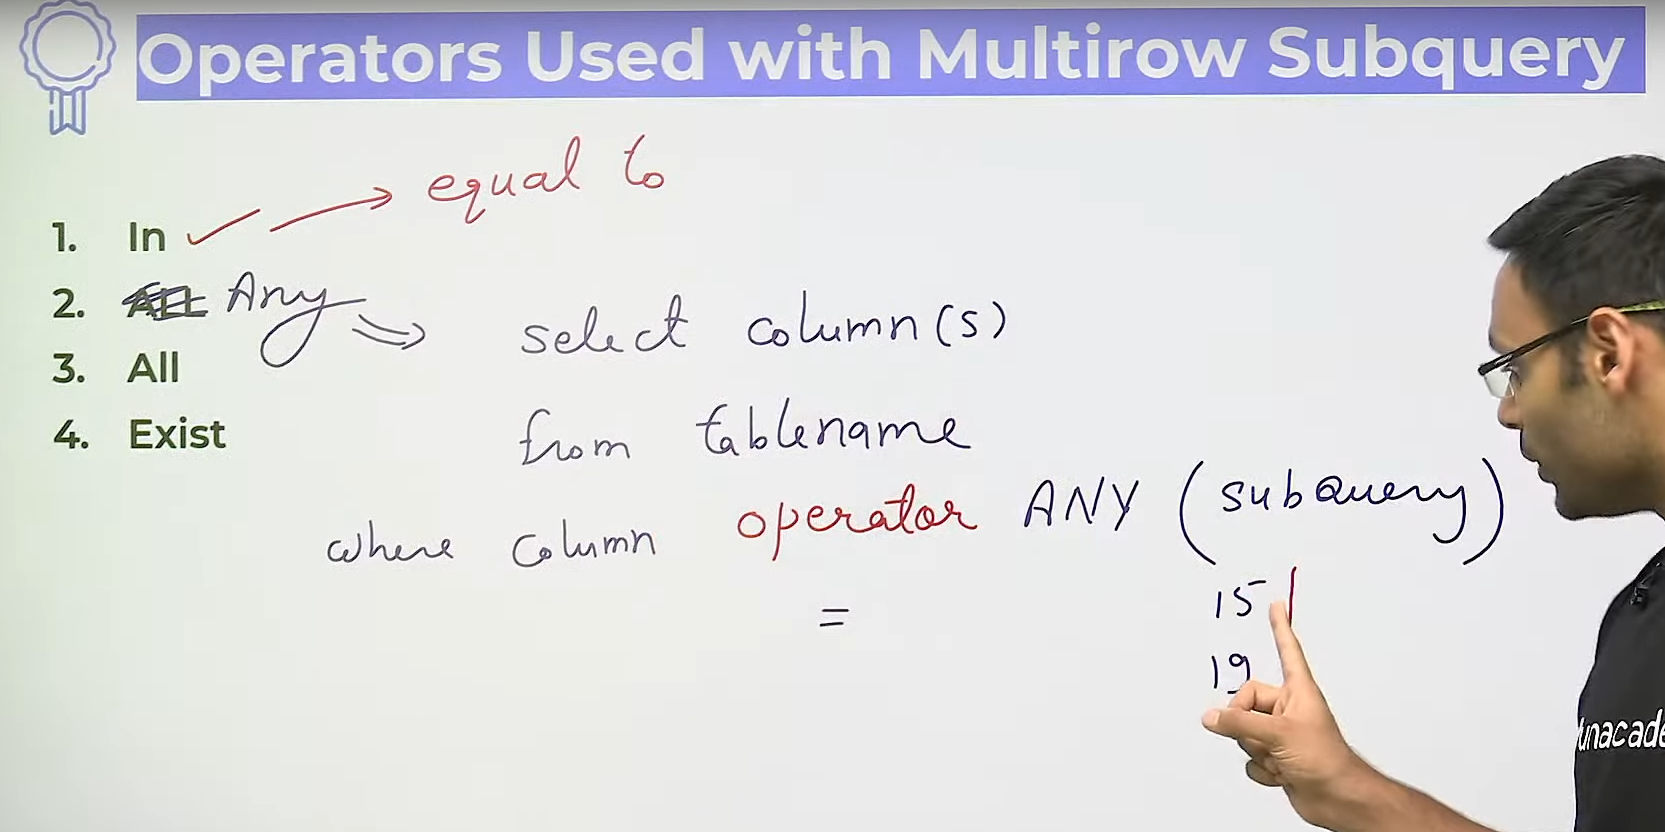 Operators Used with Multirow Subquery
equal to
1. In
2. ALL Any
select column(s)
3. All
from tablename
4. Exist
where column operator ANY (subQuery)
=
15
19
unacade